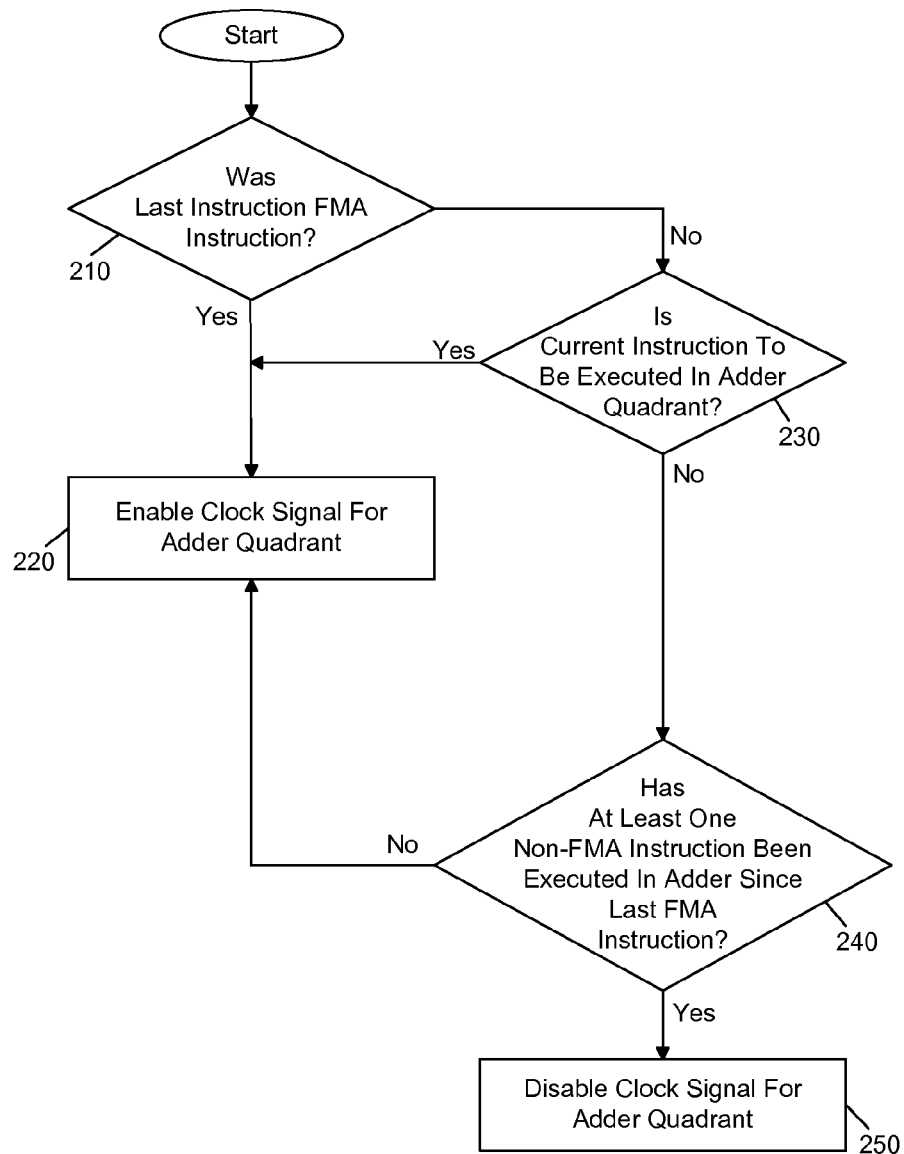 Start
Was
Last Instruction FMA
Instruction?
210
No
Yes
Is
Current Instruction To
Be Executed In Adder
Quadrant?
230
Yes
No
Enable Clock Signal For
Adder Quadrant
220
Has
At Least One
Non-FMA Instruction Been
Executed In Adder Since
Last FMA
Instruction?
240
No
Yes
Disable Clock Signal For
Adder Quadrant
250